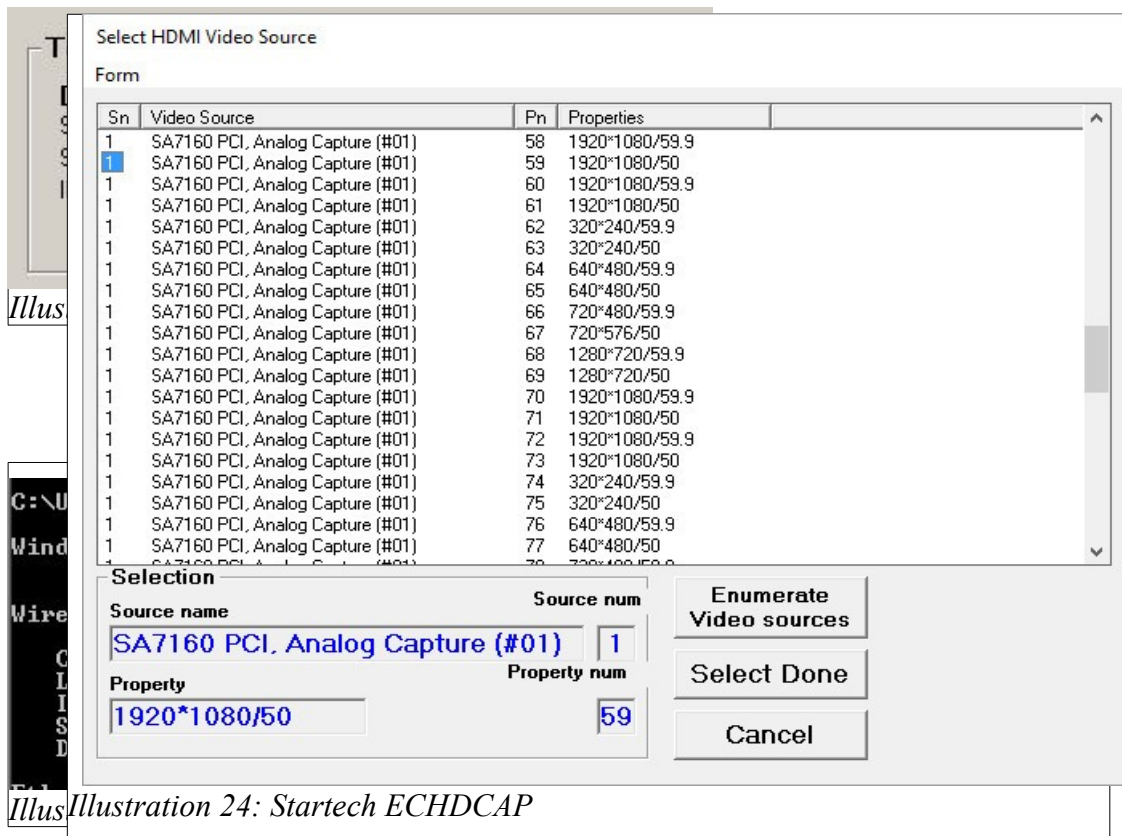 Select HDMI Video Source
Form
Sn Video Source Pn Properties
1 SA7160 PCI, Analog Capture (#01) 58 1920*1080/59.9
1 SA7160 PCI, Analog Capture (#01) 59 1920*1080/50
1 SA7160 PCI, Analog Capture (#01) 60 1920*1080/59.9
1 SA7160 PCI, Analog Capture (#01) 61 1920*1080/50
1 SA7160 PCI, Analog Capture (#01) 62 320*240/59.9
1 SA7160 PCI, Analog Capture (#01) 63 320*240/50
1 SA7160 PCI, Analog Capture (#01) 64 640*480/59.9
1 SA7160 PCI, Analog Capture (#01) 65 640*480/50
1 SA7160 PCI, Analog Capture (#01) 66 720*480/59.9
1 SA7160 PCI, Analog Capture (#01) 67 720*576/50
1 SA7160 PCI, Analog Capture (#01) 68 1280*720/59.9
1 SA7160 PCI, Analog Capture (#01) 69 1280*720/50
1 SA7160 PCI, Analog Capture (#01) 70 1920*1080/59.9
1 SA7160 PCI, Analog Capture (#01) 71 1920*1080/50
1 SA7160 PCI, Analog Capture (#01) 72 1920*1080/59.9
1 SA7160 PCI, Analog Capture (#01) 73 1920*1080/50
1 SA7160 PCI, Analog Capture (#01) 74 320*240/59.9
1 SA7160 PCI, Analog Capture (#01) 75 320*240/50
1 SA7160 PCI, Analog Capture (#01) 76 640*480/59.9
1 SA7160 PCI, Analog Capture (#01) 77 640*480/50
Selection
Source name Source num
SA7160 PCI, Analog Capture (#01) 1
Property Property num
1920*1080/50 59
Enumerate
Video sources
Select Done
Cancel
Illus
C:\U
Wind
Wire
Illus
Illustration 24: Startech ECHDCAP